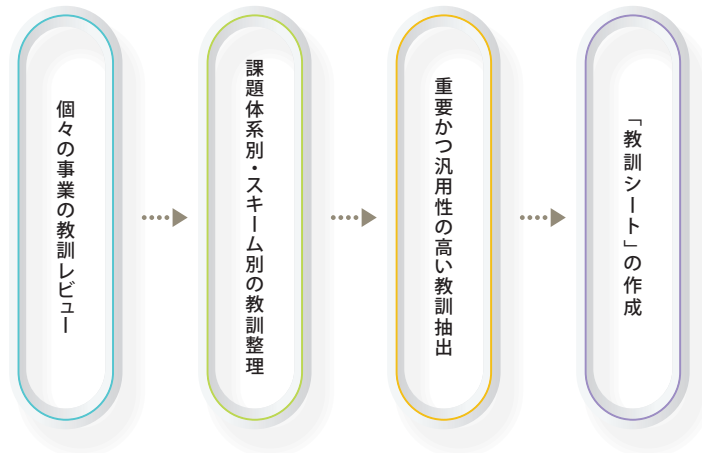 個々の事業の教訓レビュー
課題体系別・スキーム別の教訓整理
重要かつ汎用性の高い教訓抽出
「教訓シート」の作成